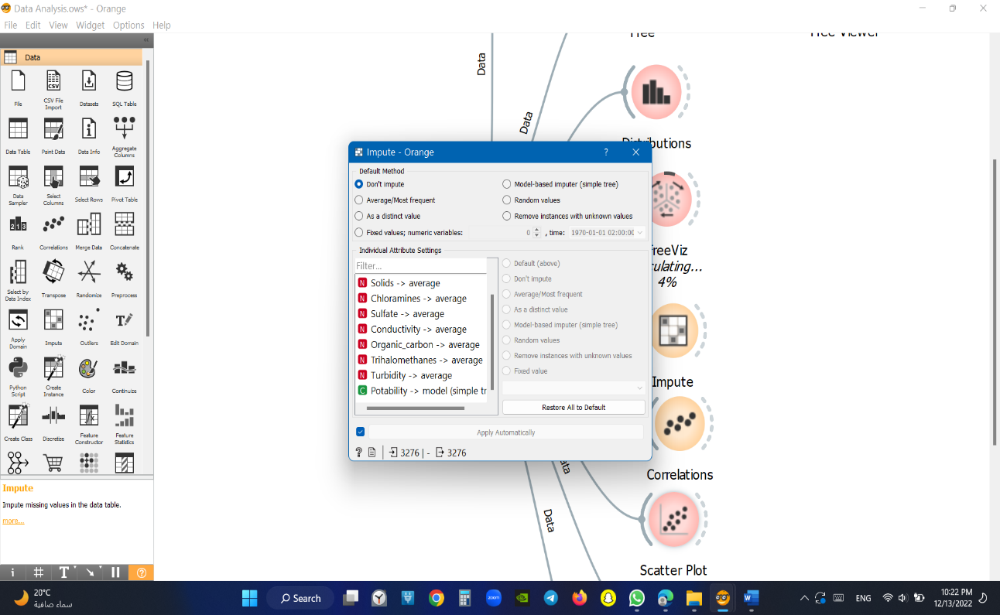 Data Analysis.ows* - Orange
File Edit View Widget Options Help
Data
File
CSV File Import
Datasets
SQL Table
Data Table
Paint Data
Data Info
Aggregate Columns
Data Sampler
Select Columns
Select Rows
Pivot Table
Rank
Correlations
Merge Data
Concatenate
Select by Data Index
Transpose
Randomize
Preprocess
Apply Domain
Impute
Outliers
Edit Domain
Python Script
Create Instance
Color
Continuize
Create Class
Discretize
Feature Constructor
Feature Statistics
Impute
Impute missing values in the data table.
more...
Tree Viewer
Data
Data
Distributions
FreeViz
4%
Impute
Correlations
Data
Scatter Plot
Impute - Orange
Default Method
Don't impute
Model-based imputer (simple tree)
Average/Most frequent
Random values
As a distinct value
Remove instances with unknown values
Fixed values; numeric variables: 0 , time: 1970-01-01 02:00:00
Individual Attribute Settings
Filter...
N Solids -> average
N Chloramines -> average
N Sulfate -> average
N Conductivity -> average
N Organic_carbon -> average
N Trihalomethanes -> average
N Turbidity -> average
C Potability -> model (simple tr
Default (above)
Don't impute
Average/Most frequent
As a distinct value
Model-based imputer (simple tree)
Random values
Remove instances with unknown values
Fixed value
Restore All to Default
Apply Automatically
? 3276 | - 3276
20°C
سماء صافية
Search
zoom
ENG
10:22 PM
12/13/2022